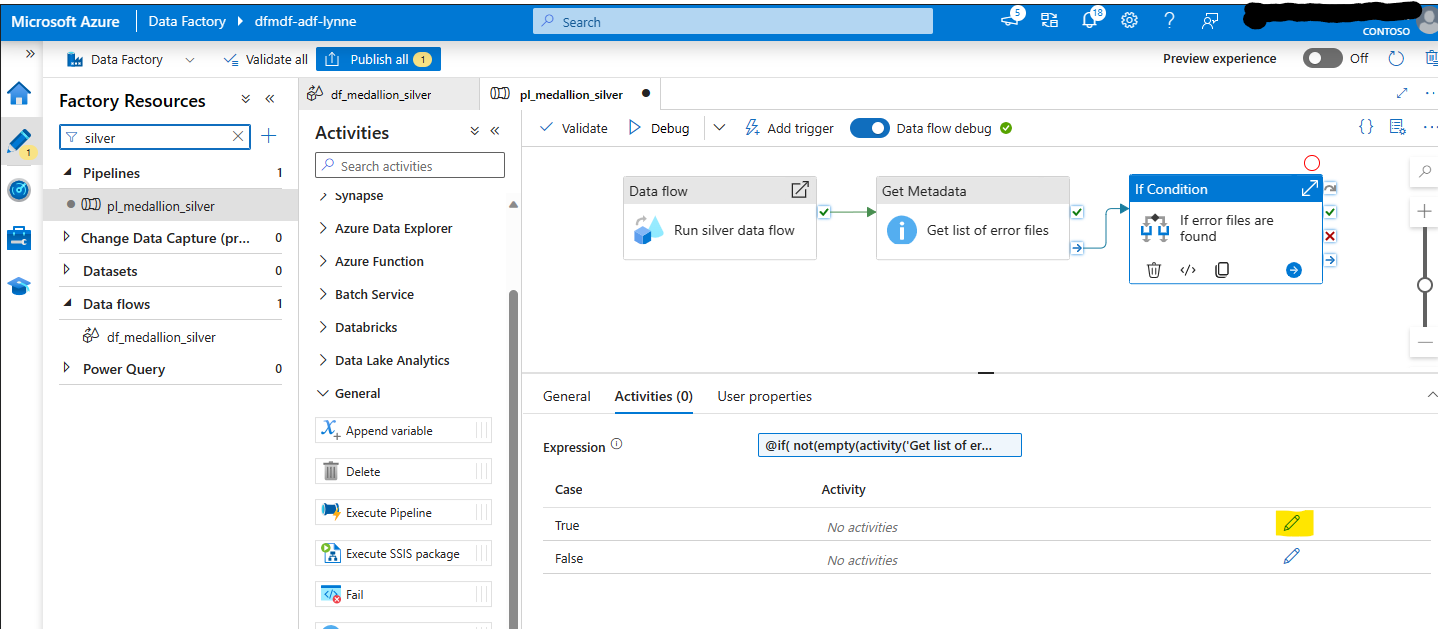 Microsoft Azure Data Factory dfmdf-adf-lynne Search 5 18 ? CONTOSO
Data Factory Validate all Publish all 1 Preview experience Off
Factory Resources
silver
Pipelines 1
pl_medallion_silver
Change Data Capture (pr... 0
Datasets 0
Data flows 1
df_medallion_silver
Power Query 0
1
df_medallion_silver pl_medallion_silver
Activities
Search activities
Synapse
Azure Data Explorer
Azure Function
Batch Service
Databricks
Data Lake Analytics
General
Append variable
Delete
Execute Pipeline
Execute SSIS package
Fail
Validate Debug Add trigger Data flow debug
Data flow
Run silver data flow
Get Metadata
Get list of error files
If Condition
If error files are
found
General Activities (0) User properties
Expression @if( not(empty(activity('Get list of er...
Case Activity
True No activities
False No activities